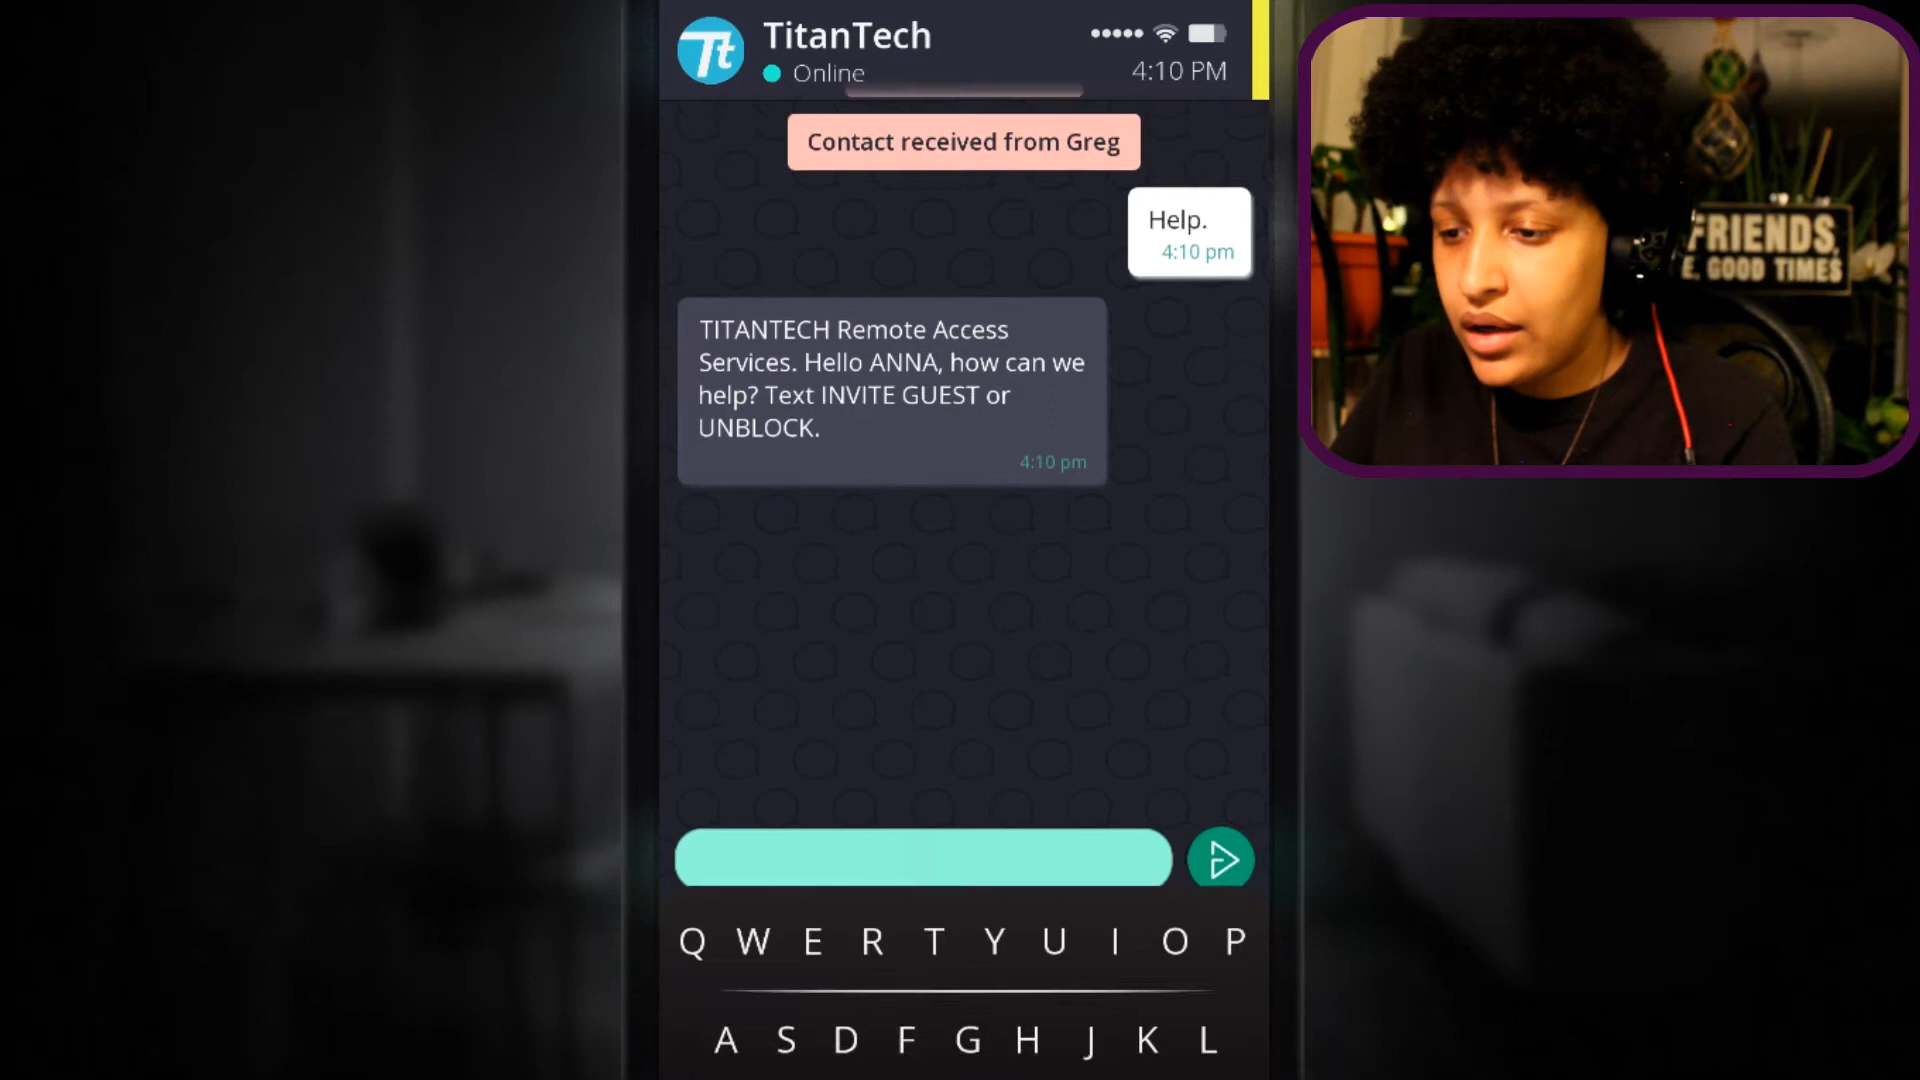 Tt
TitanTech
Online
4:10 PM
Contact received from Greg
Help.
4:10 pm
TITANTECH Remote Access
Services. Hello ANNA, how can we
help? Text INVITE GUEST or
UNBLOCK.
4:10 pm
Q W E R T Y U I O P
A S D F G H J K L
FRIENDS,
GOOD TIMES